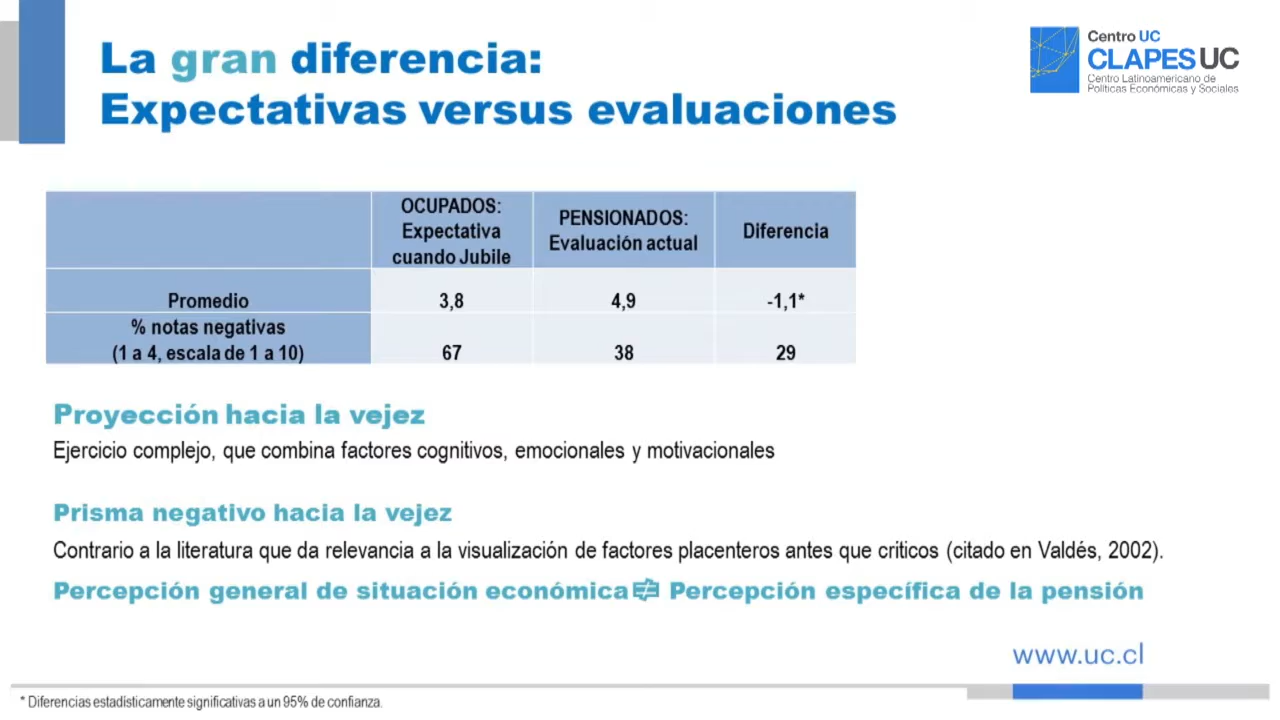 La gran diferencia:
Expectativas versus evaluaciones
Centro UC
CLAPES UC
Centro Latinoamericano de
Políticas Económicas y Sociales
OCUPADOS:
Expectativa
cuando Jubile
PENSIONADOS:
Evaluación actual
Diferencia
Promedio
3,8
4,9
-1,1*
% notas negativas
(1 a 4, escala de 1 a 10)
67
38
29
Proyección hacia la vejez
Ejercicio complejo, que combina factores cognitivos, emocionales y motivacionales
Prisma negativo hacia la vejez
Contrario a la literatura que da relevancia a la visualización de factores placenteros antes que criticos (citado en Valdés, 2002).
Percepción general de situación económica ≠ Percepción específica de la pensión
www.uc.cl
* Diferencias estadísticamente significativas a un 95% de confianza.